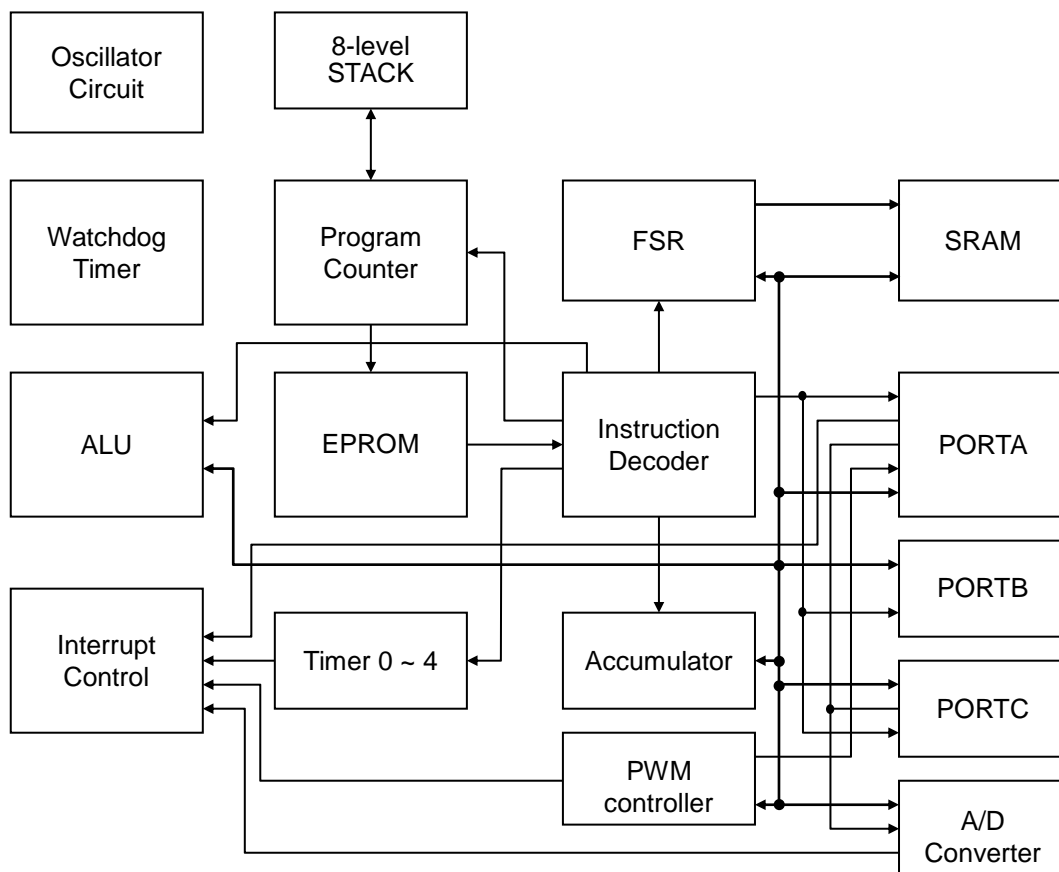 Oscillator
Circuit
8-level
STACK
Watchdog
Timer
Program
Counter
FSR
SRAM
ALU
EPROM
Instruction
Decoder
PORTA
PORTB
Interrupt
Control
Timer 0 ~ 4
Accumulator
PORTC
PWM
controller
A/D
Converter